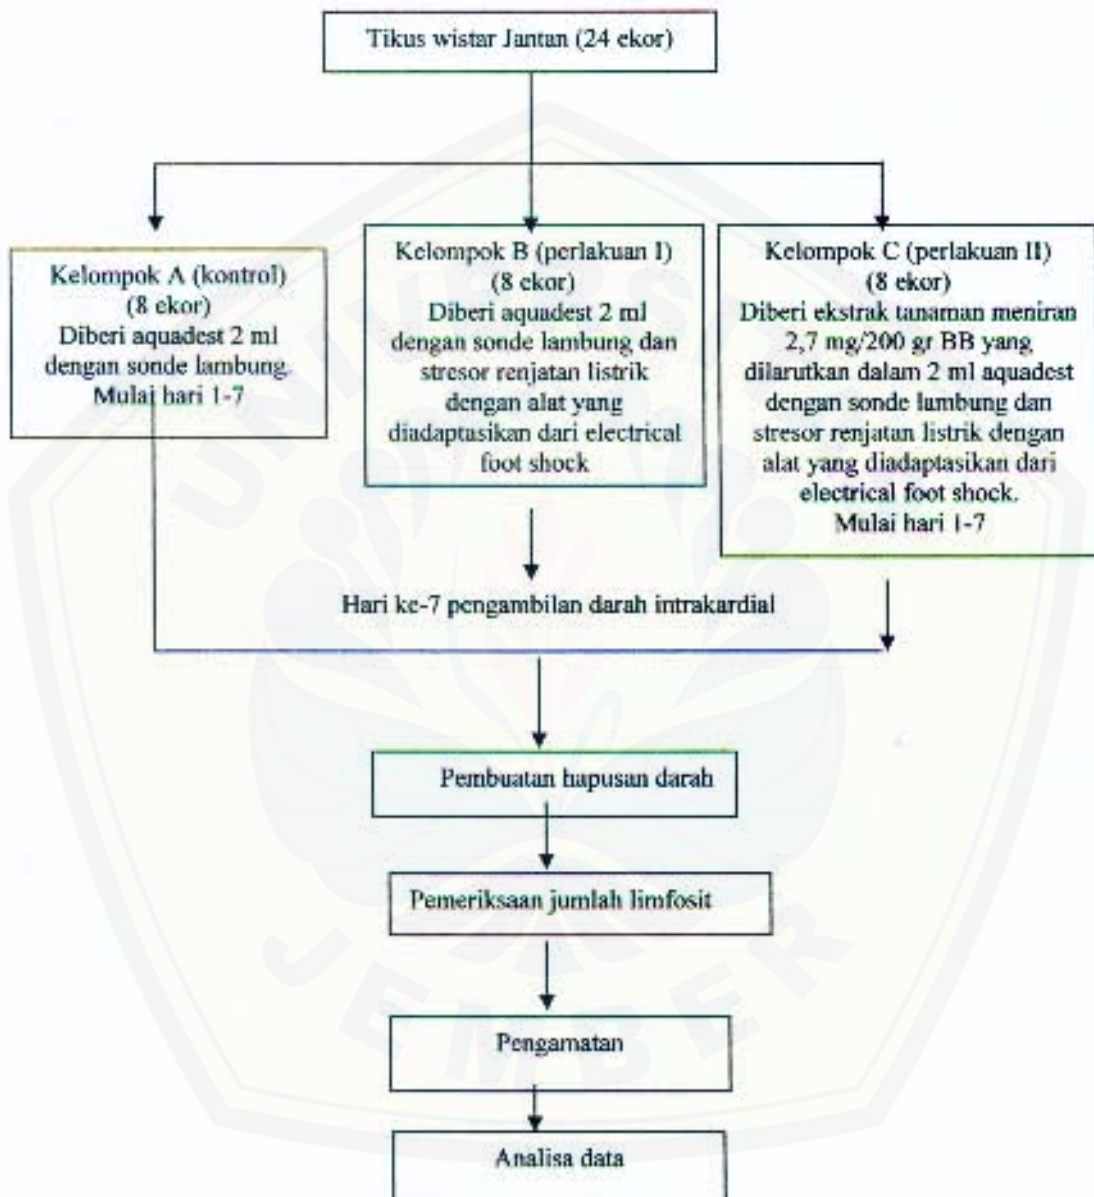 Tikus wistar Jantan (24 ekor)
Kelompok A (kontrol)
(8 ekor)
Diberi aquadest 2 ml
dengan sonde lambung.
Mulai hari 1-7
Kelompok B (perlakuan I)
(8 ekor)
Diberi aquadest 2 ml
dengan sonde lambung dan
stresor renjatan listrik
dengan alat yang
diadaptasikan dari electrical
foot shock
Kelompok C (perlakuan II)
(8 ekor)
Diberi ekstrak tanaman meniran
2,7 mg/200 gr BB yang
dilarutkan dalam 2 ml aquadest
dengan sonde lambung dan
stresor renjatan listrik dengan
alat yang diadaptasikan dari
electrical foot shock.
Mulai hari 1-7
Hari ke-7 pengambilan darah intrakardial
Pembuatan hapusan darah
Pemeriksaan jumlah limfosit
Pengamatan
Analisa data
UNIVERSITAS
JEMBER